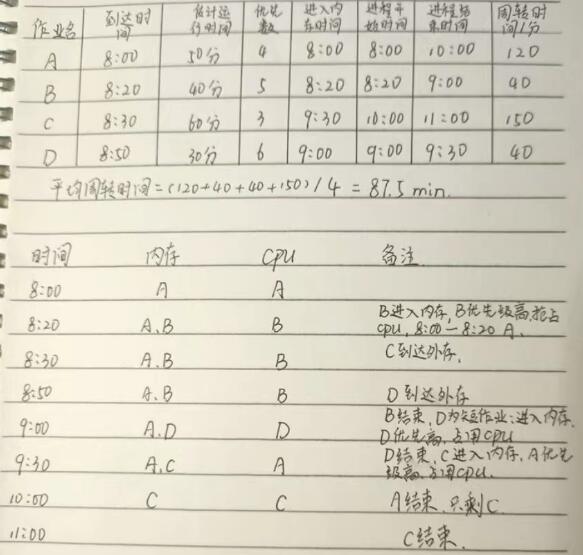 作业名 到达时间 估计运行时间 优先数 进入内存时间 进程开始时间 进程结束时间 周转时间/分
A 8:00 50分 4 8:00 8:00 10:00 120
B 8:20 40分 5 8:20 8:20 9:00 40
C 8:30 60分 3 9:30 10:00 11:00 150
D 8:50 30分 6 9:00 9:00 9:30 40
平均周转时间=(120+40+40+150)/4=87.5min.
时间 内存 CPU 备注
8:00 A A
8:20 A、B B B进入内存,B优先级高,抢占cpu,8:00-8:20 A.
8:30 A、B B C到达外存.
8:50 A、B B D到达外存
9:00 A、D D B结束,D为短作业:进入内存.D优先高,占用CPU
9:30 A、C A D结束,C进入内存,A优先级高,占用CPU.
10:00 C C A结束,只剩C
11:00 C结束.